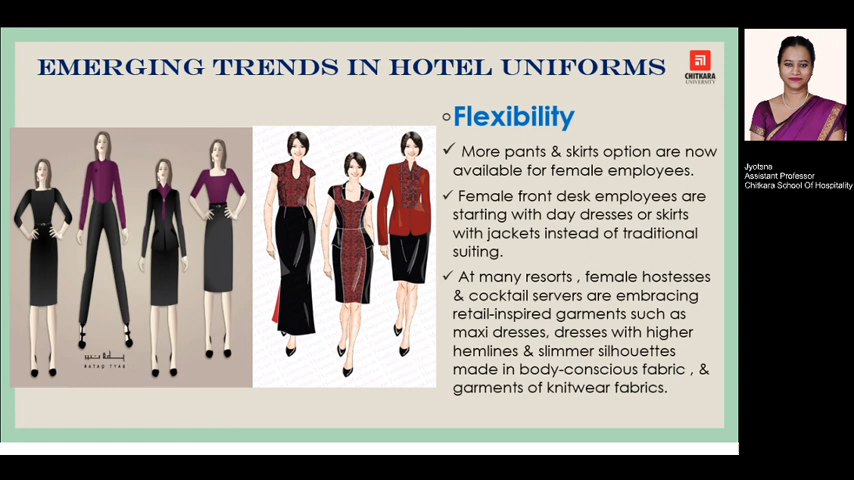 EMERGING TRENDS IN HOTEL UNIFORMS
CHITKARA
UNIVERSITY
Flexibility
✓ More pants & skirts option are now
available for female employees.
✓ Female front desk employees are
starting with day dresses or skirts
with jackets instead of traditional
suiting.
✓ At many resorts , female hostesses
& cocktail servers are embracing
retail-inspired garments such as
maxi dresses, dresses with higher
hemlines & slimmer silhouettes
made in body-conscious fabric , &
garments of knitwear fabrics.
Jyotsna
Assistant Professor
Chitkara School Of Hospitality